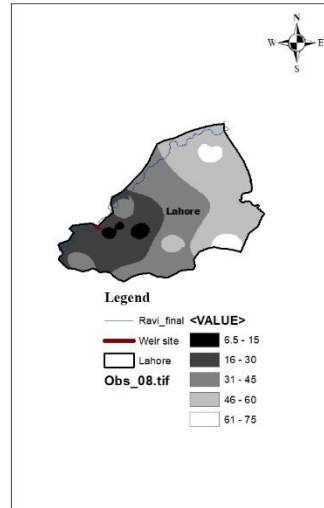 N
W E
S
Lahore
Legend
Ravi_final
Weir site
Lahore
Obs_08.tif
<VALUE>
6.5 - 15
16 - 30
31 - 45
46 - 60
61 - 75